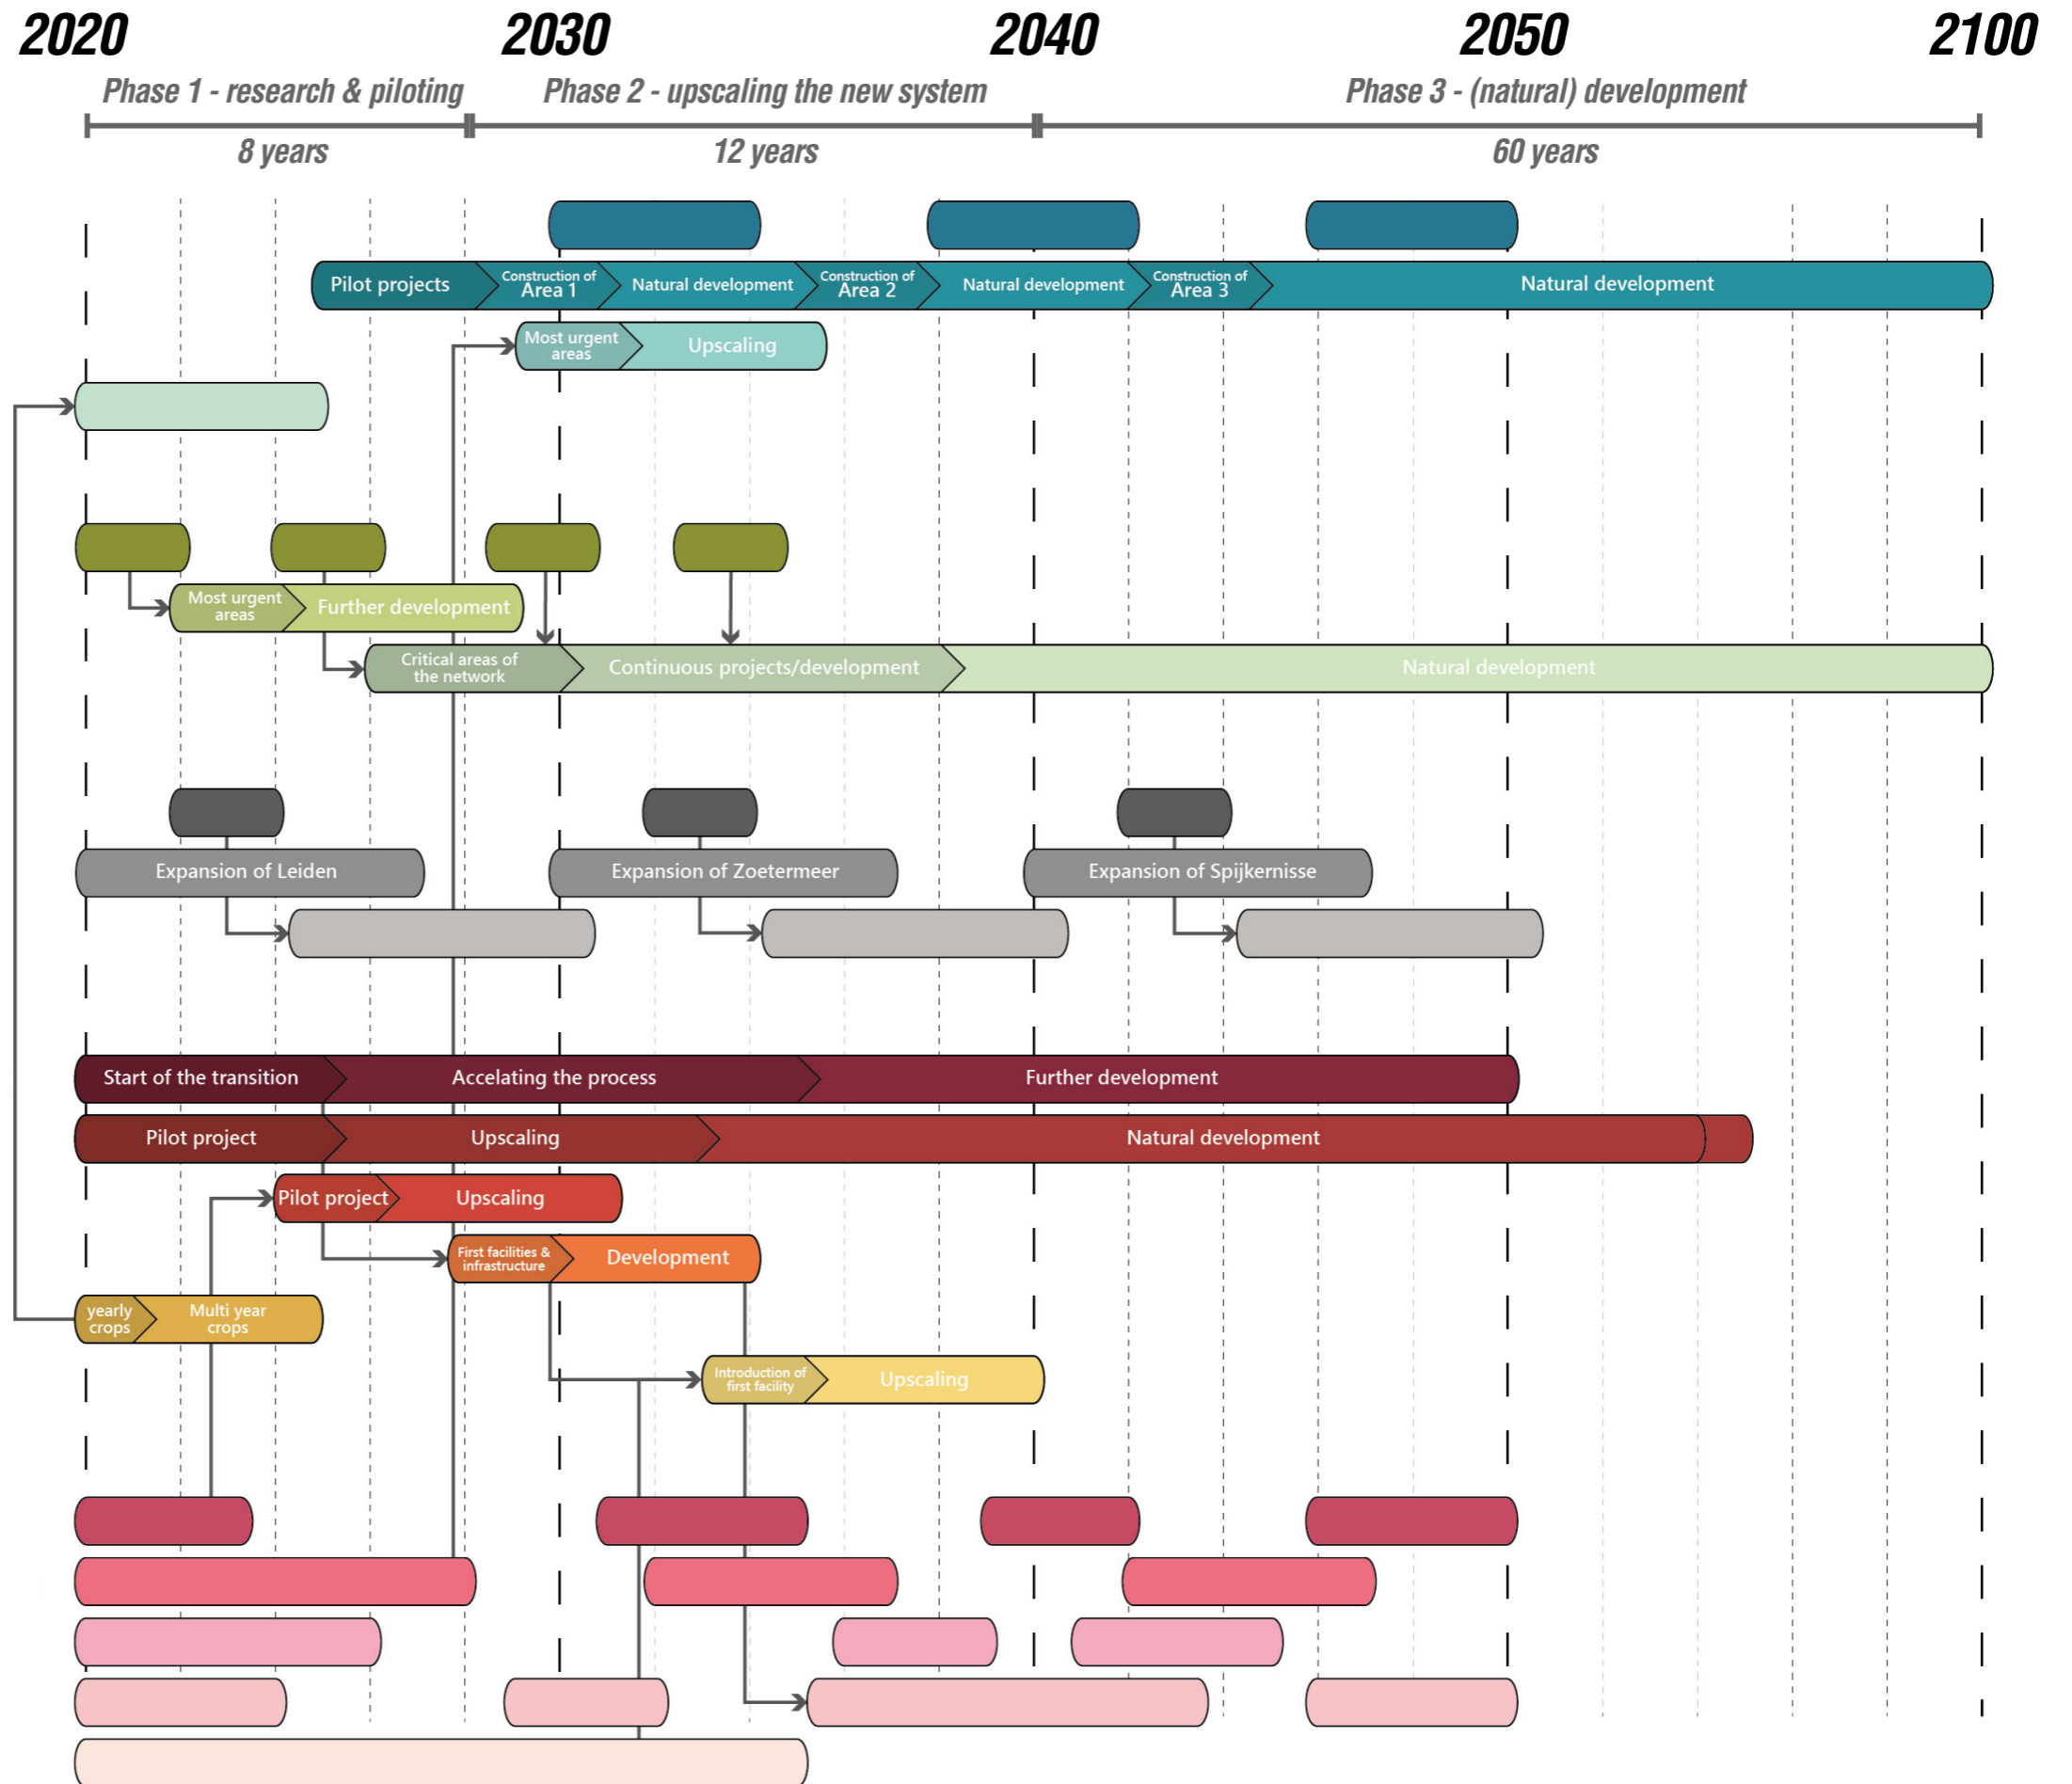 2020 2030 2040 2050 2100
Phase 1 - research & piloting Phase 2 - upscaling the new system Phase 3 - (natural) development
8 years 12 years 60 years
Pilot projects
Construction of
Area 1
Natural development
Construction of
Area 2
Natural development
Construction of
Area 3
Natural development
Most urgent
areas
Upscaling
Most urgent
areas
Further development
Critical areas of
the network
Continuous projects/development
Natural development
Expansion of Leiden
Expansion of Zoetermeer
Expansion of Spijkernisse
Start of the transition
Accelating the process
Further development
Pilot project
Upscaling
Natural development
Pilot project
Upscaling
First facilities &
infrastructure
Development
yearly
crops
Multi year
crops
Introduction of
first facility
Upscaling